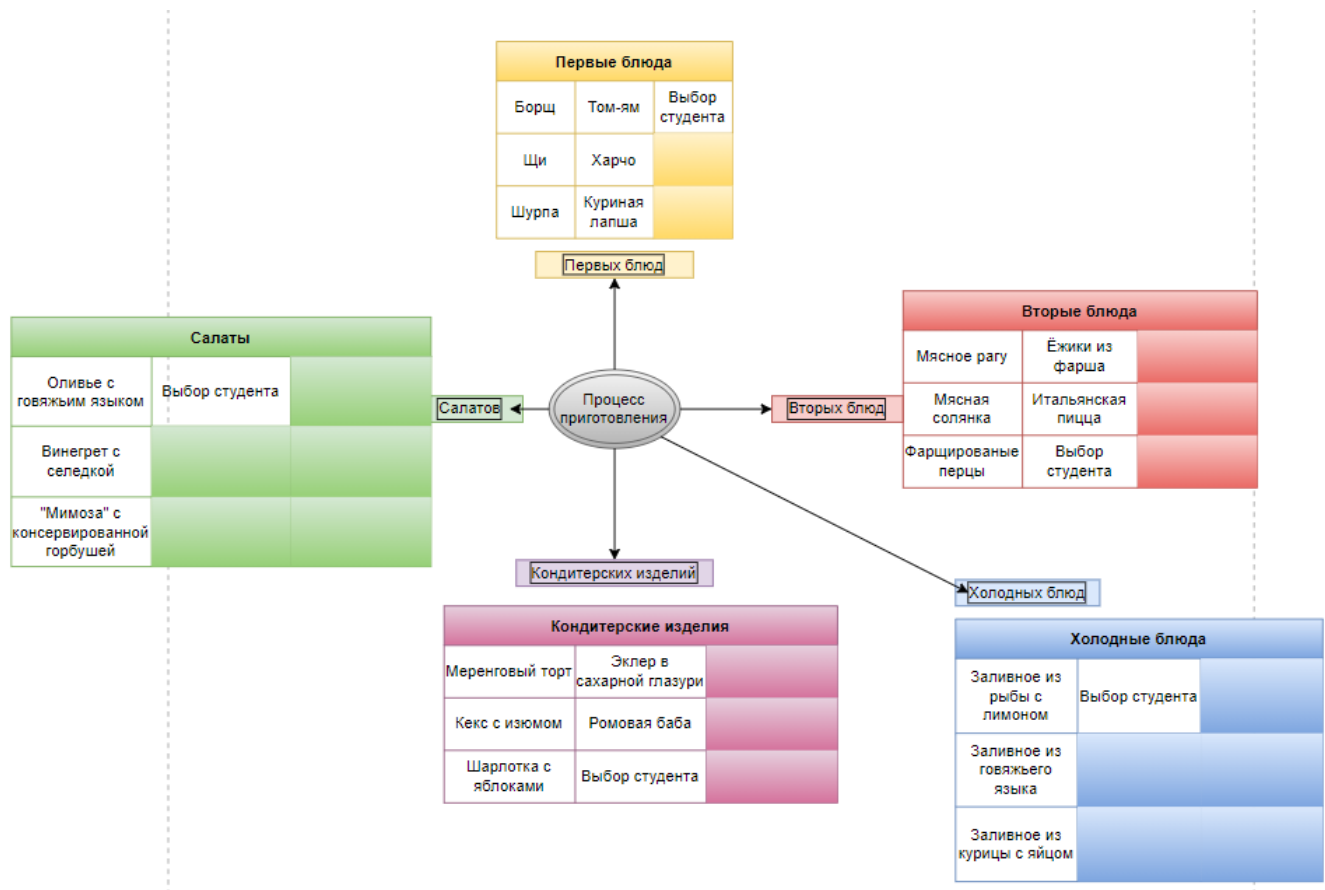 Первые блюда
Борщ
Том-ям
Выбор
студента
Щи
Харчо
Шурпа
Куриная
лапша
Первых блюд
Салаты
Оливье с
говяжьим языком
Выбор студента
Винегрет с
селедкой
"Мимоза" с
консервированной
горбушей
Салатов
Процесс
приготовления
Вторых блюд
Вторые блюда
Мясное рагу
Ёжики из
фарша
Мясная
солянка
Итальянская
пицца
Фарщированые
перцы
Выбор
студента
Кондитерских изделий
Кондитерские изделия
Меренговый торт
Эклер в
сахарной глазури
Кекс с изюмом
Ромовая баба
Шарлотка с
яблоками
Выбор студента
Холодных блюд
Холодные блюда
Заливное из
рыбы с
лимоном
Выбор студента
Заливное из
говяжьего
языка
Заливное из
курицы с яйцом